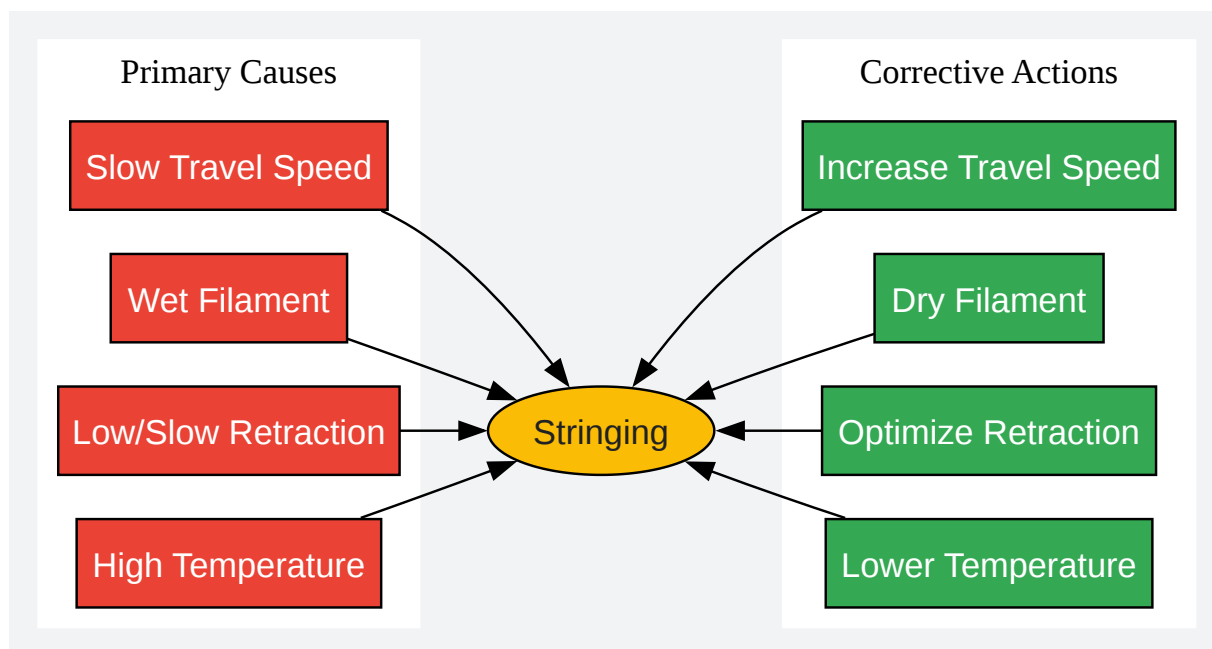 Primary Causes
Slow Travel Speed
Wet Filament
Low/Slow Retraction
High Temperature
Stringing
Corrective Actions
Increase Travel Speed
Dry Filament
Optimize Retraction
Lower Temperature